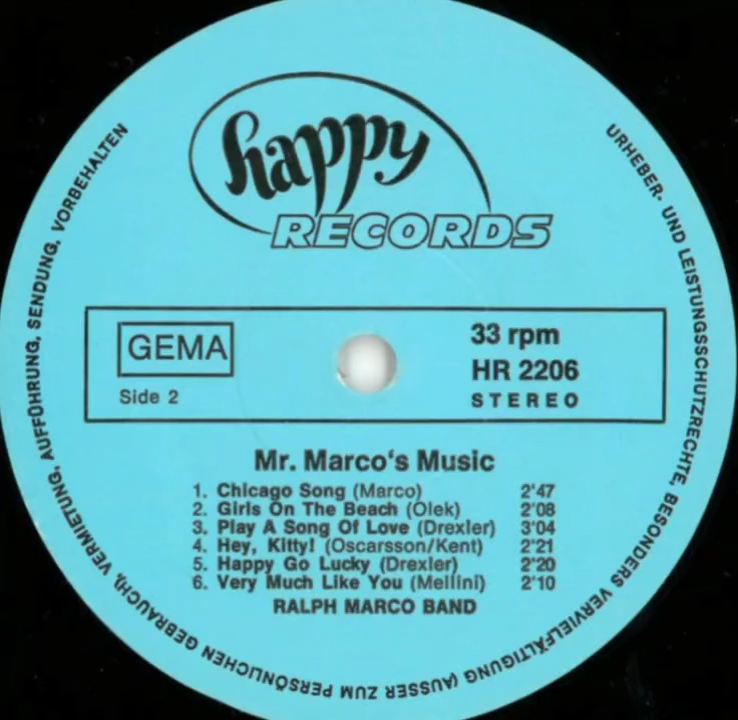 happy
RECORDS
GEMA
Side 2
33 rpm
HR 2206
STEREO
Mr. Marco's Music
1. Chicago Song (Marco) 2'47
2. Girls On The Beach (Olek) 2'08
3. Play A Song Of Love (Drexler) 3'04
4. Hey, Kitty! (Oscarsson/Kent) 2'21
5. Happy Go Lucky (Drexler) 2'20
6. Very Much Like You (Mellini) 2'10
RALPH MARCO BAND
URHEBER- UND LEISTUNGSSCHUTZRECHTE, BESONDERS VERVIELFÄLTIGUNG (AUSSER ZUM PERSÖNLICHEN GEBRAUCH), VERMIETUNG, AUFFÜHRUNG, SENDUNG, VORBEHALTEN